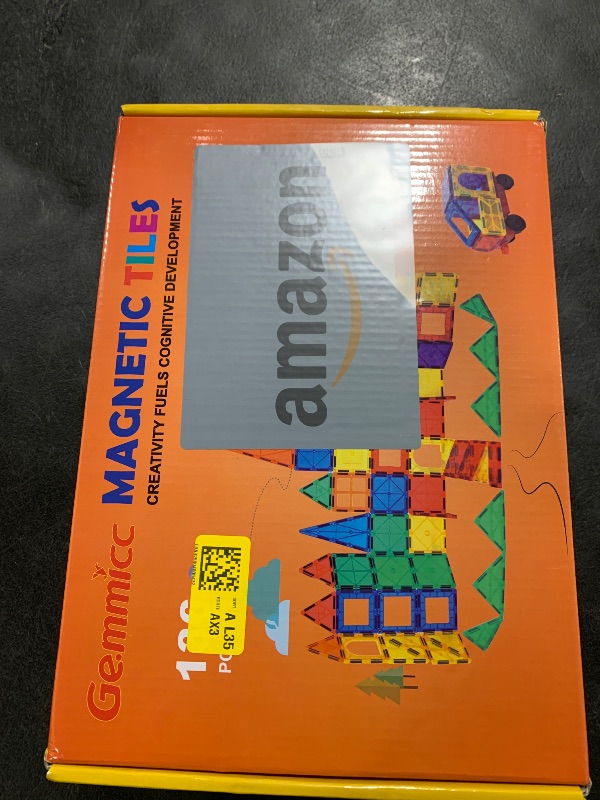 Gemmicc
MAGNETIC TILES
CREATIVITY FUELS COGNITIVE DEVELOPMENT
amazon
A L35
AX3